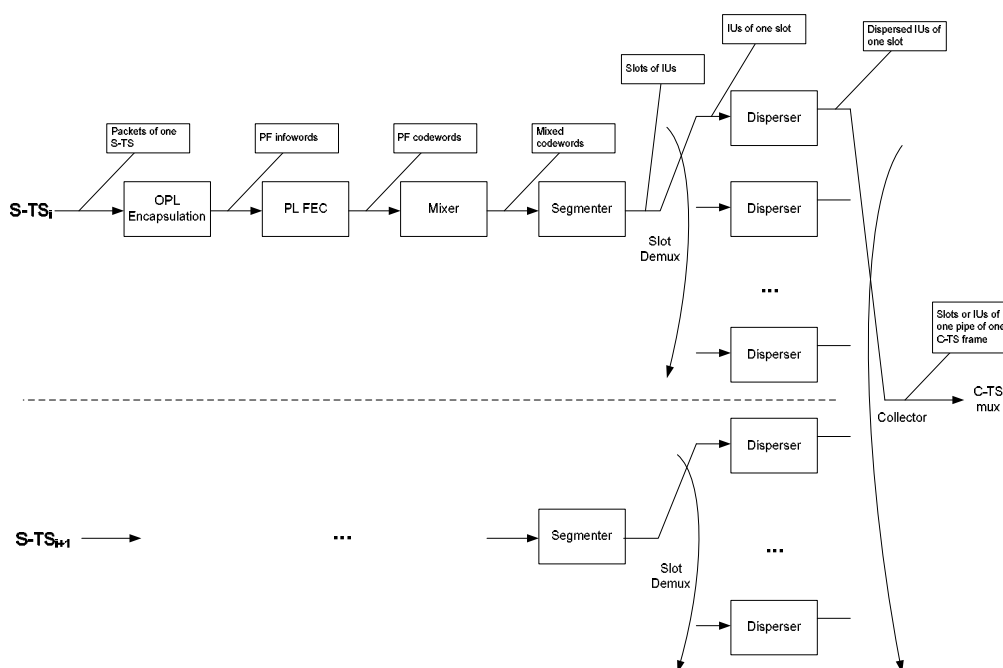 IUs of one slot
Dispersed IUs of
one slot
Slots of IUs
Disperser
Packets of one
S-TS
PF infowords
PF codewords
Mixed
codewords
S-TSi
OPL
Encapsulation
PL FEC
Mixer
Segmenter
Disperser
Slot
Demux
...
Slots or IUs of
one pipe of one
C-TS frame
Disperser
C-TS
mux
Collector
Disperser
S-TSi+1
...
Segmenter
...
Slot
Demux
Disperser